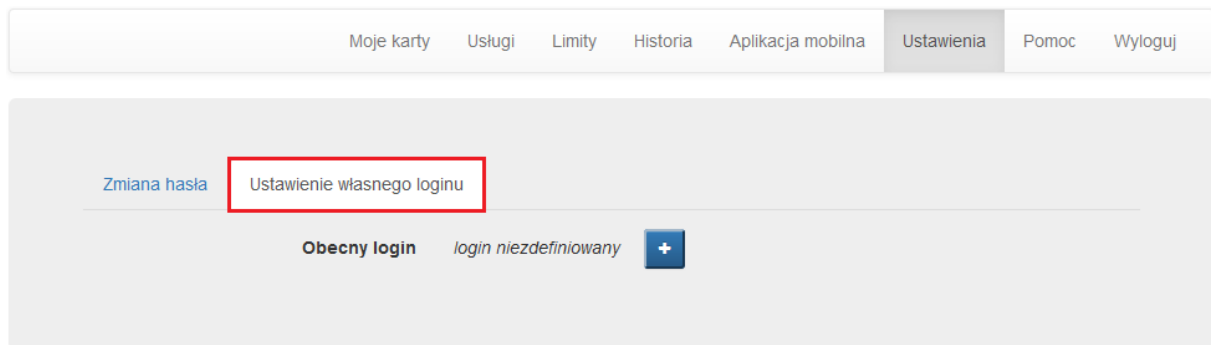 Moje karty Usługi Limity Historia Aplikacja mobilna Ustawienia Pomoc Wyloguj
Zmiana hasła Ustawienie własnego loginu
Obecny login login niezdefiniowany +